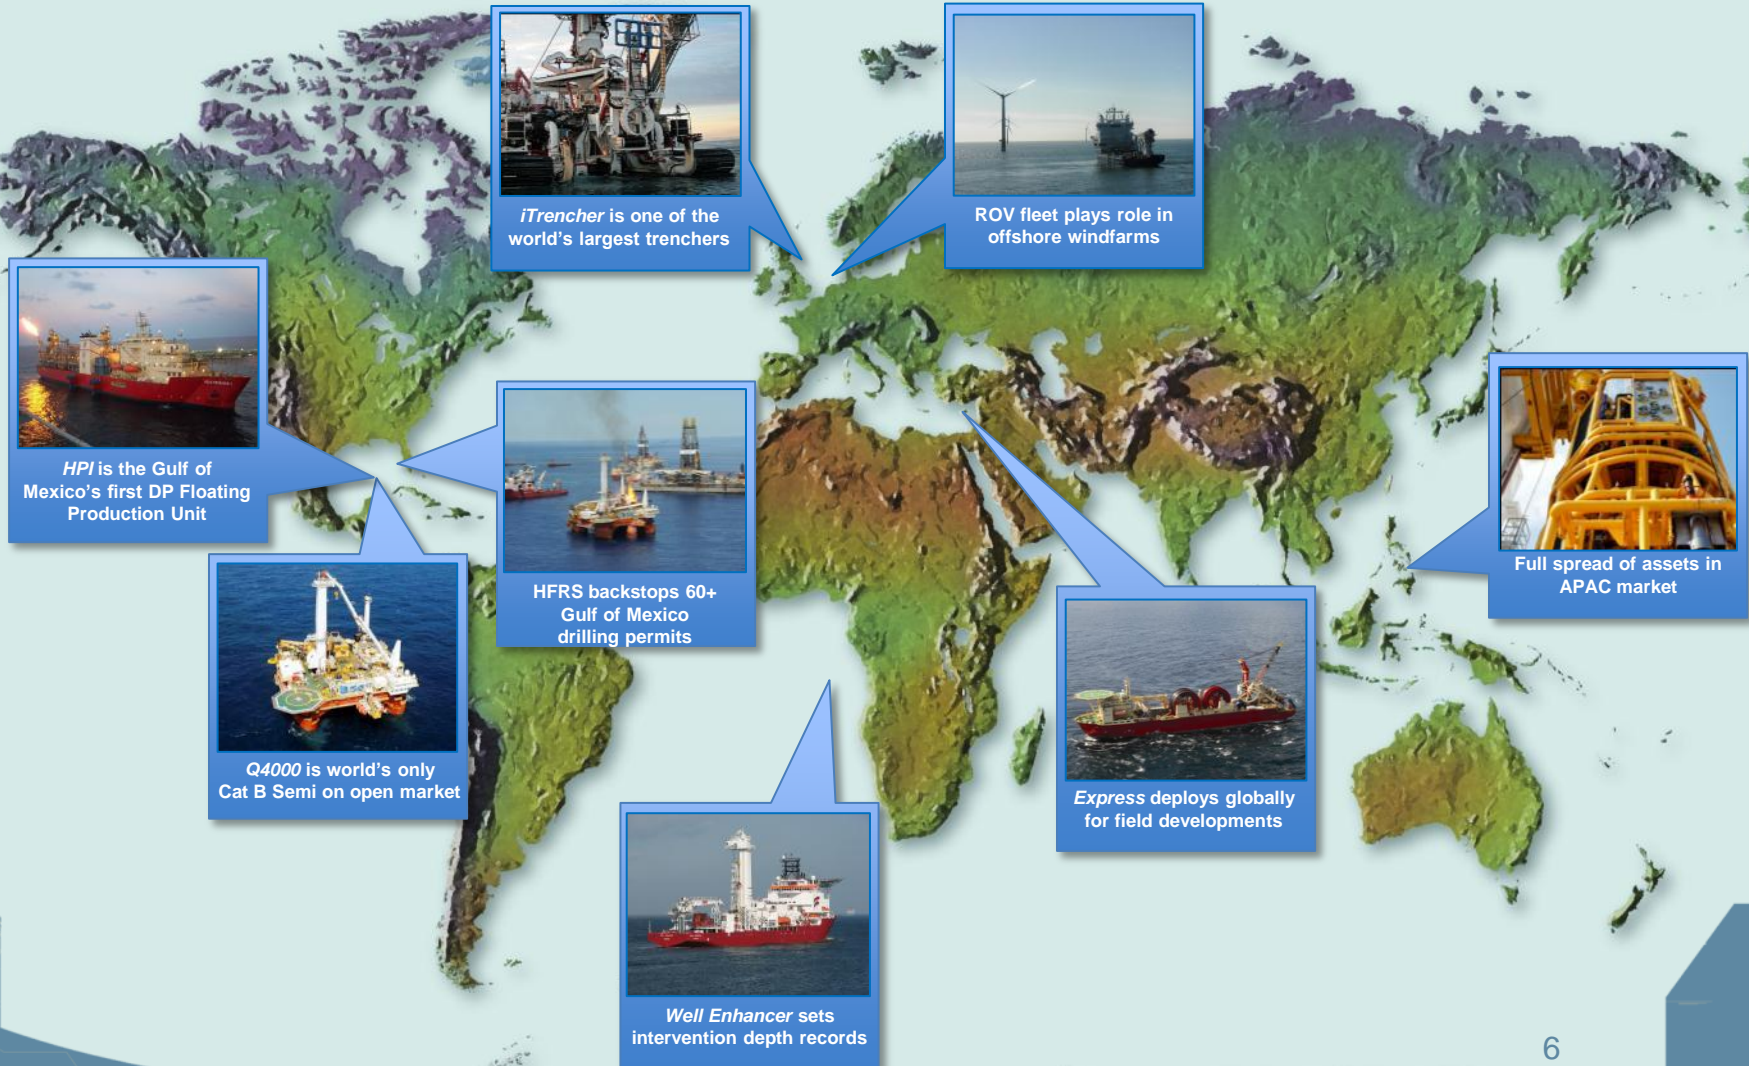 iTrencher is one of the
world's largest trenchers
ROV fleet plays role in
offshore windfarms
HPI is the Gulf of
Mexico's first DP Floating
Production Unit
HFRS backstops 60+
Gulf of Mexico
drilling permits
Full spread of assets in
APAC market
Q4000 is world's only
Cat B Semi on open market
Express deploys globally
for field developments
Well Enhancer sets
intervention depth records
6